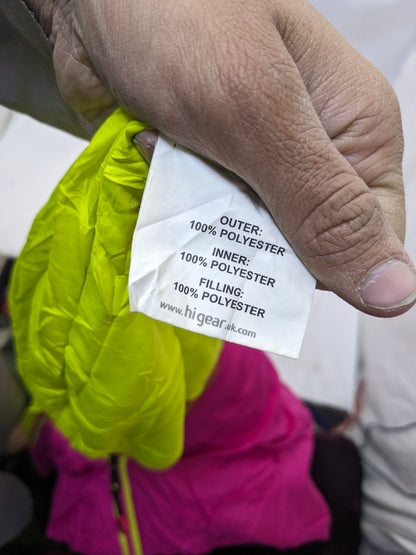 OUTER:
100% POLYESTER
INNER:
100% POLYESTER
FILLING:
100% POLYESTER
www.higear.uk.com